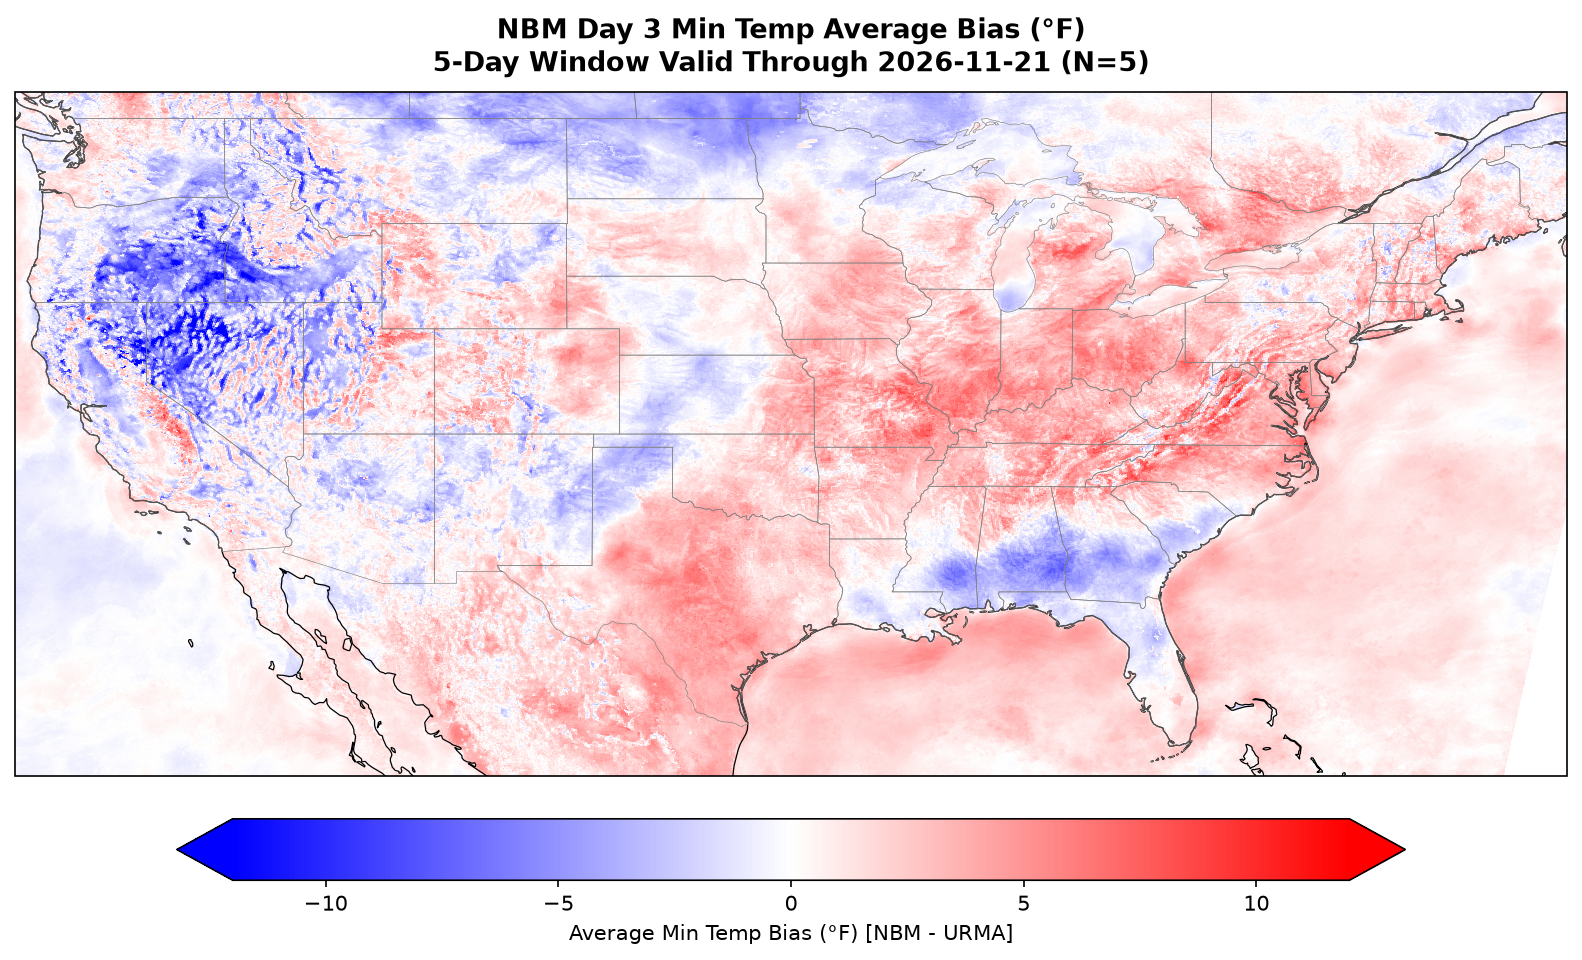 NBM Day 3 Min Temp Average Bias (°F)
5-Day Window Valid Through 2026-11-21 (N=5)
−10 −5 0 5 10
Average Min Temp Bias (°F) [NBM - URMA]